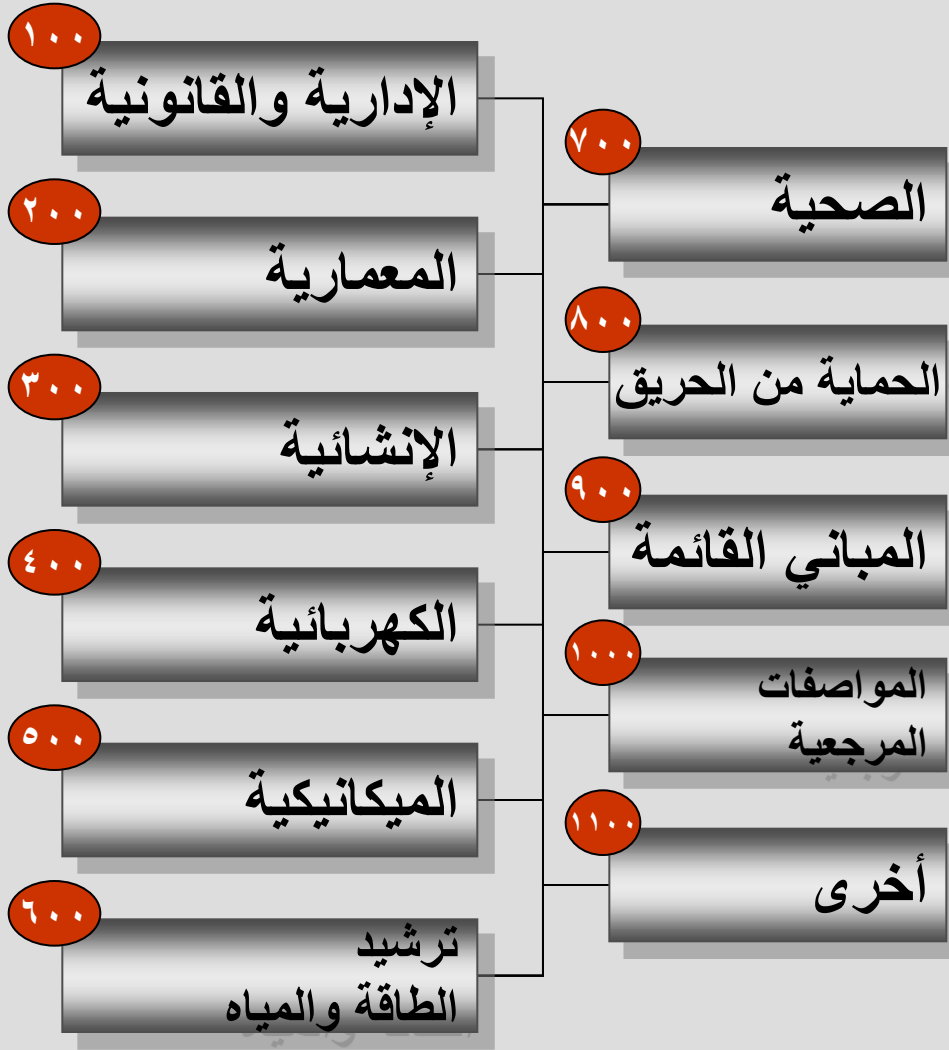 ١٠٠
الإدارية والقانونية
٢٠٠
المعمارية
٣٠٠
الإنشائية
٤٠٠
الكهربائية
٥٠٠
الميكانيكية
٦٠٠
ترشيد
الطاقة والمياه
٧٠٠
الصحية
٨٠٠
الحماية من الحريق
٩٠٠
المباني القائمة
١٠٠٠
المواصفات
المرجعية
١١٠٠
أخرى